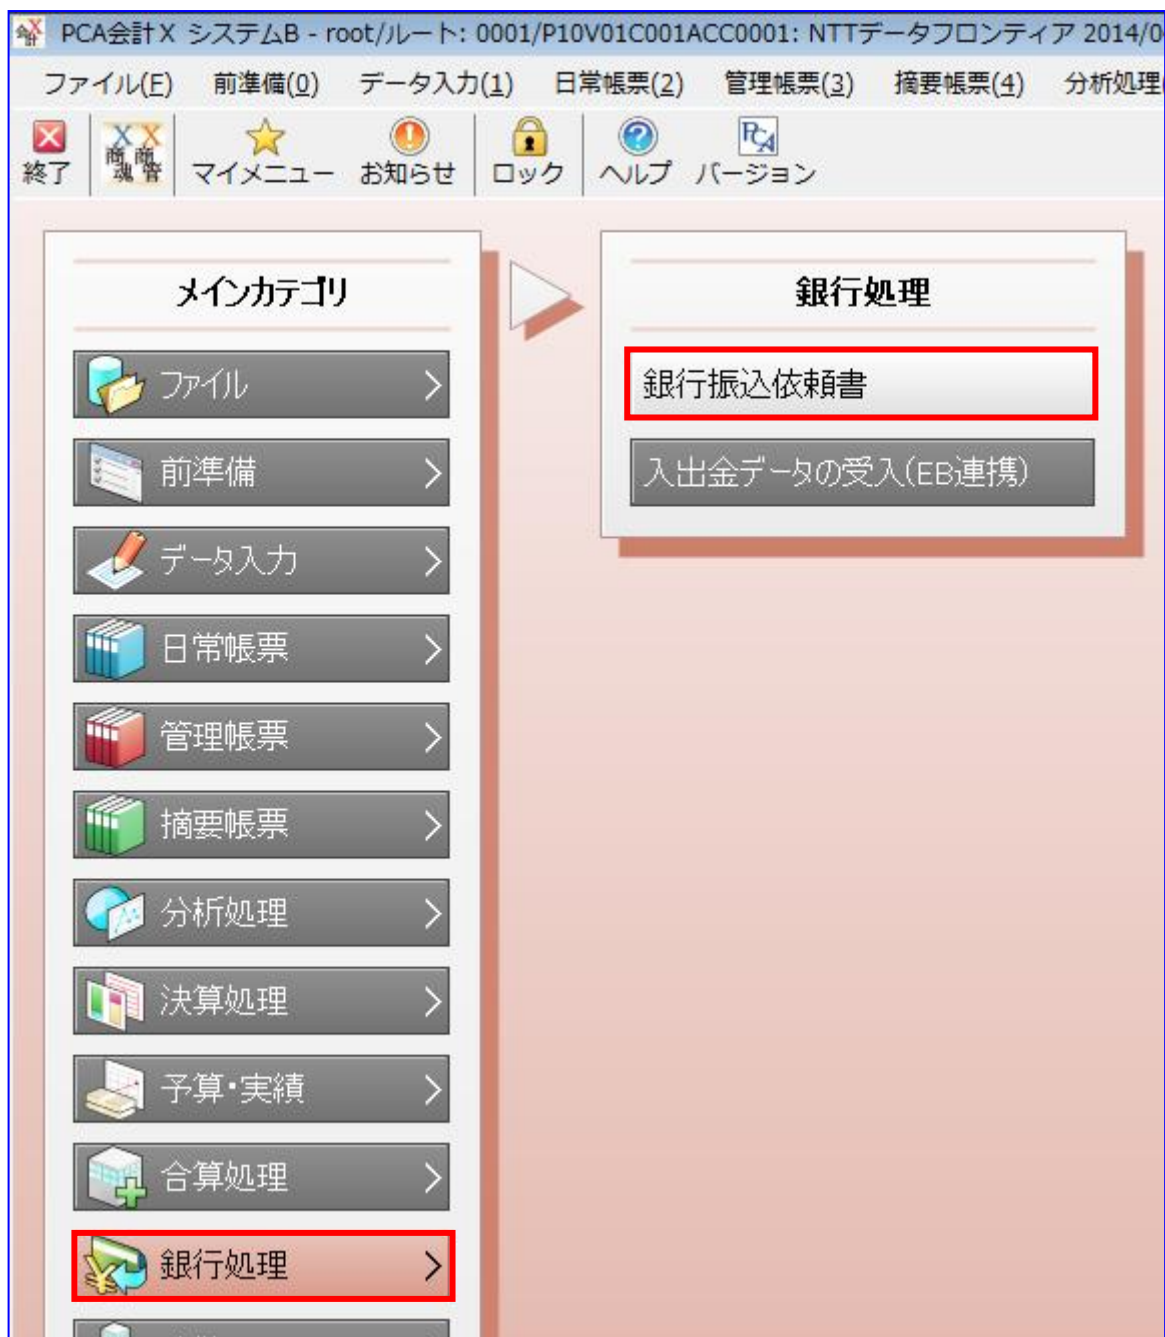 PCA会計X システムB - root/ルート: 0001/P10V01C001ACC0001: NTTデータフロンティア 2014/0
ファイル(F) 前準備(0) データ入力(1) 日常帳票(2) 管理帳票(3) 摘要帳票(4) 分析処理(
終了 商魂 商管 マイメニュー お知らせ ロック ヘルプ バージョン
メインカテゴリ
ファイル
前準備
データ入力
日常帳票
管理帳票
摘要帳票
分析処理
決算処理
予算・実績
合算処理
銀行処理
銀行処理
銀行振込依頼書
入出金データの受入(EB連携)